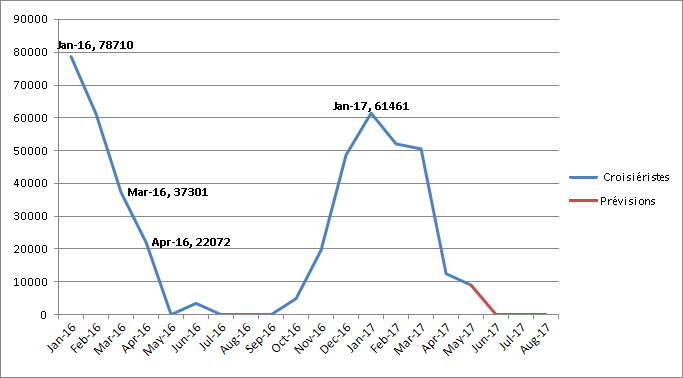 90000
80000
70000
60000
50000
40000
30000
20000
10000
0
Jan-16, 78710
Mar-16, 37301
Apr-16, 22072
Jan-17, 61461
Jan-16
Feb-16
Mar-16
Apr-16
May-16
Jun-16
Jul-16
Aug-16
Sep-16
Oct-16
Nov-16
Dec-16
Jan-17
Feb-17
Mar-17
Apr-17
May-17
Jun-17
Jul-17
Aug-17
Croisiéristes
Prévisions